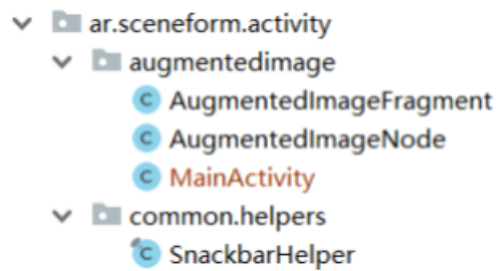 ar.sceneform.activity
augmentedimage
C AugmentedImageFragment
C AugmentedImageNode
C MainActivity
common.helpers
C SnackbarHelper